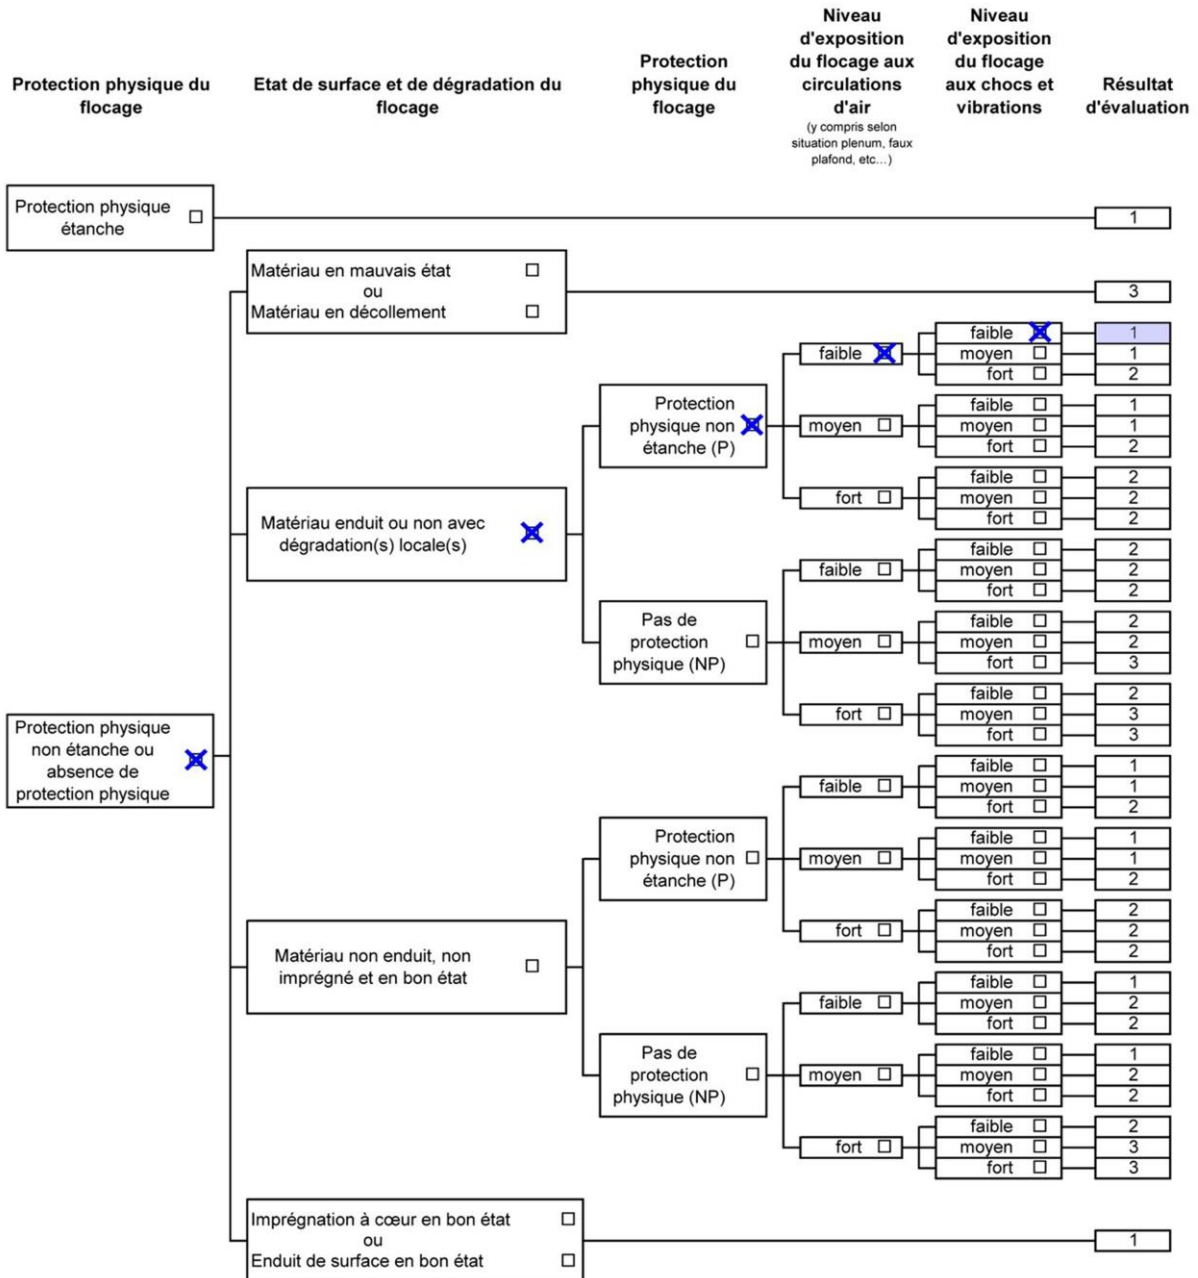 Protection physique du
flocage
Etat de surface et de dégradation du
flocage
Protection
physique du
flocage
Niveau
d'exposition
du flocage aux
circulations
d'air
(y compris selon
situation plenum, faux
plafond, etc...)
Niveau
d'exposition
du flocage
aux chocs et
vibrations
Résultat
d'évaluation
Protection physique
étanche
1
Matériau en mauvais état
ou
Matériau en décollement
3
Protection physique
non étanche ou
absence de
protection physique
Matériau enduit ou non avec
dégradation(s) locale(s)
Protection
physique non
étanche (P)
faible
faible 1
moyen 1
fort 2
moyen
faible 1
moyen 1
fort 2
fort
faible 2
moyen 2
fort 2
Pas de
protection
physique (NP)
faible
faible 2
moyen 2
fort 2
moyen
faible 2
moyen 2
fort 3
fort
faible 2
moyen 3
fort 3
Matériau non enduit, non
imprégné et en bon état
Protection
physique non
étanche (P)
faible
faible 1
moyen 1
fort 2
moyen
faible 1
moyen 1
fort 2
fort
faible 2
moyen 2
fort 2
Pas de
protection
physique (NP)
faible
faible 1
moyen 2
fort 2
moyen
faible 1
moyen 2
fort 2
fort
faible 2
moyen 3
fort 3
Imprégnation à cœur en bon état
ou
Enduit de surface en bon état
1